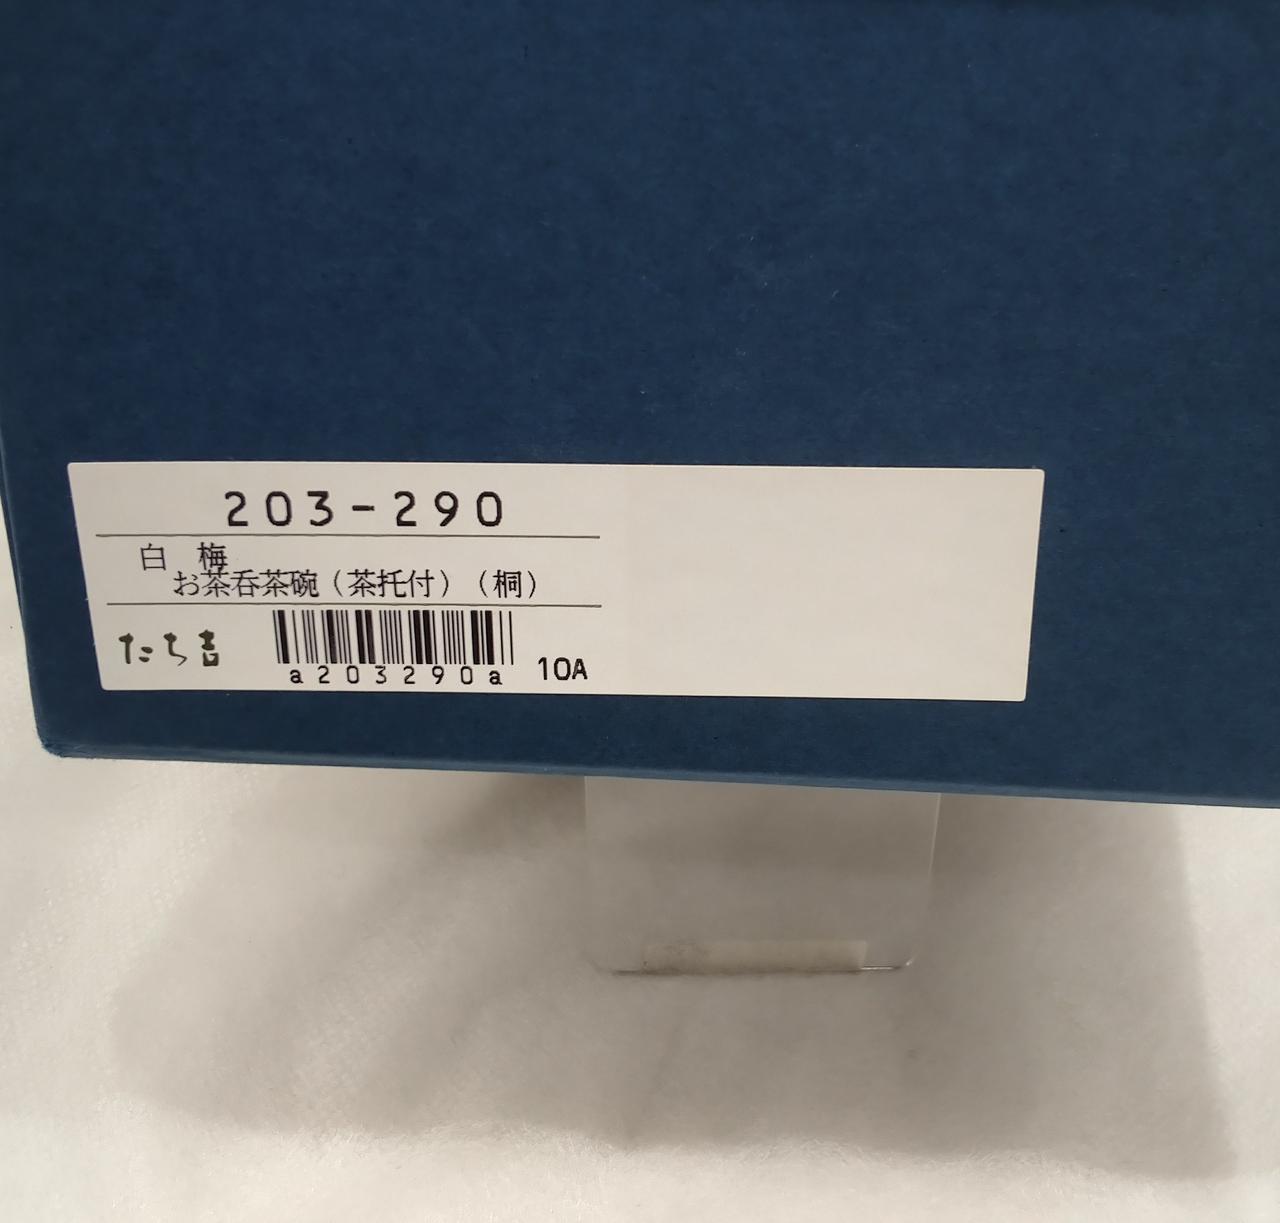 203-290
白　梅
お茶呑茶碗（茶托付）（桐）
たち吉
a203290a
10A